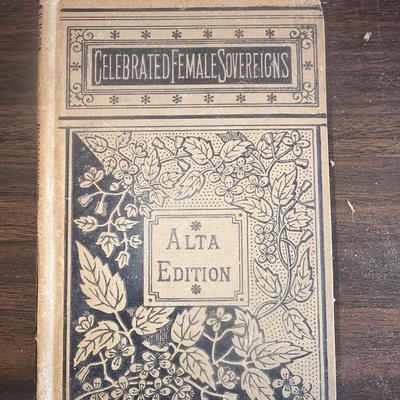 CELEBRATED FEMALE SOVEREIGNS
ALTA
EDITION